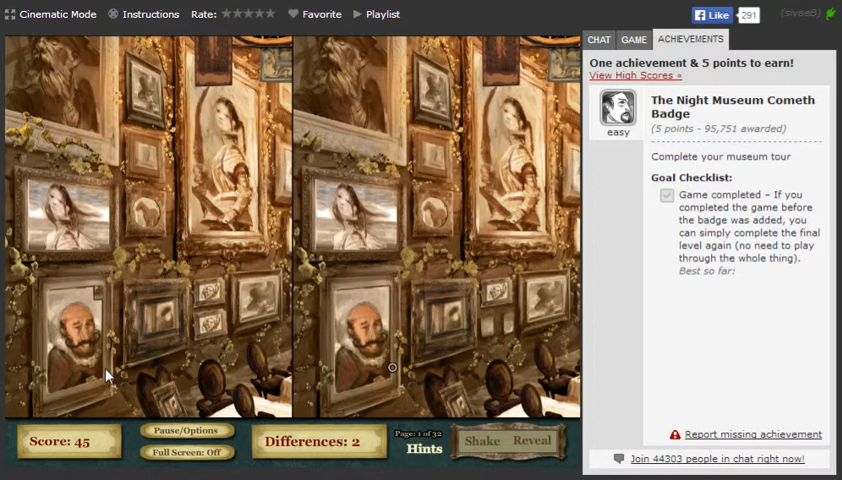 Cinematic Mode Instructions Rate: Favorite Playlist Like 291 (sivae8)
CHAT GAME ACHIEVEMENTS
One achievement & 5 points to earn!
View High Scores »
easy
The Night Museum Cometh
Badge
(5 points - 95,751 awarded)
Complete your museum tour
Goal Checklist:
Game completed – If you
completed the game before
the badge was added, you
can simply complete the final
level again (no need to play
through the whole thing).
Best so far:
Report missing achievement
Join 44303 people in chat right now!
Score: 45
Pause/Options
Full Screen: Off
Differences: 2
Page: 1 of 32
Hints
Shake Reveal